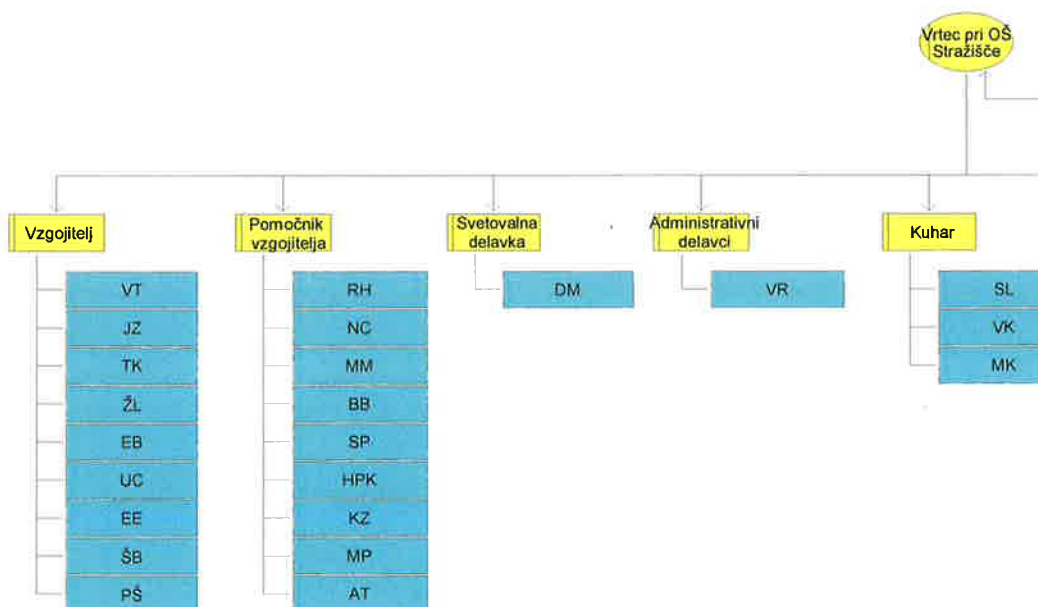 Vrtec pri OŠ
Stražišče
Vzgojitelj
VT
JZ
TK
ŽL
EB
UC
EE
ŠB
PŠ
Pomočnik
vzgojitelja
RH
NC
MM
BB
SP
HPK
KZ
MP
AT
Svetovalna
delavka
DM
Administrativni
delavci
VR
Kuhar
SL
VK
MK